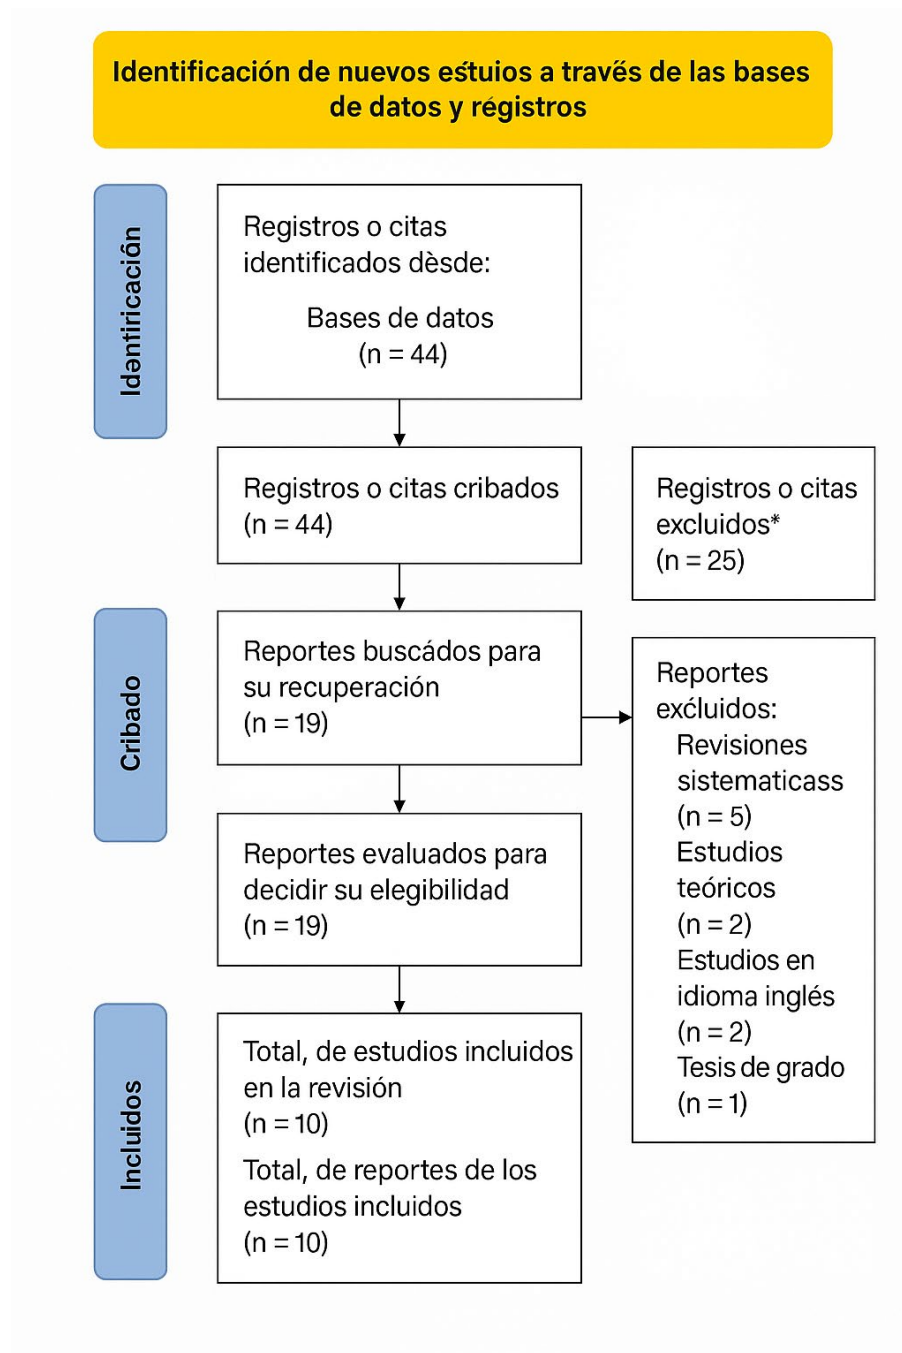 Identificación de nuevos eśtuios a través de las bases
de datos y régistros
Idəntiricación
Registros o citas
identificados dèsde:
Bases de datos
(n = 44)
Registros o citas cribados
(n = 44)
Registros o citas
excluidos*
(n = 25)
Cribado
Reportes buscádos para
su recuperación
(n = 19)
Reportes
exćluidos:
Revisiones
sistematicass
(n = 5)
Estudios
teóricos
(n = 2)
Estudios en
idioma inglés
(n = 2)
Tesis de grado
(n = 1)
Reportes evaluados para
decidir su elegibilidad
(n = 19)
Incluidos
Total, de estudios incluidos
en la revisión
(n = 10)
Total, de reportes de los
estudios incluidos
(n = 10)